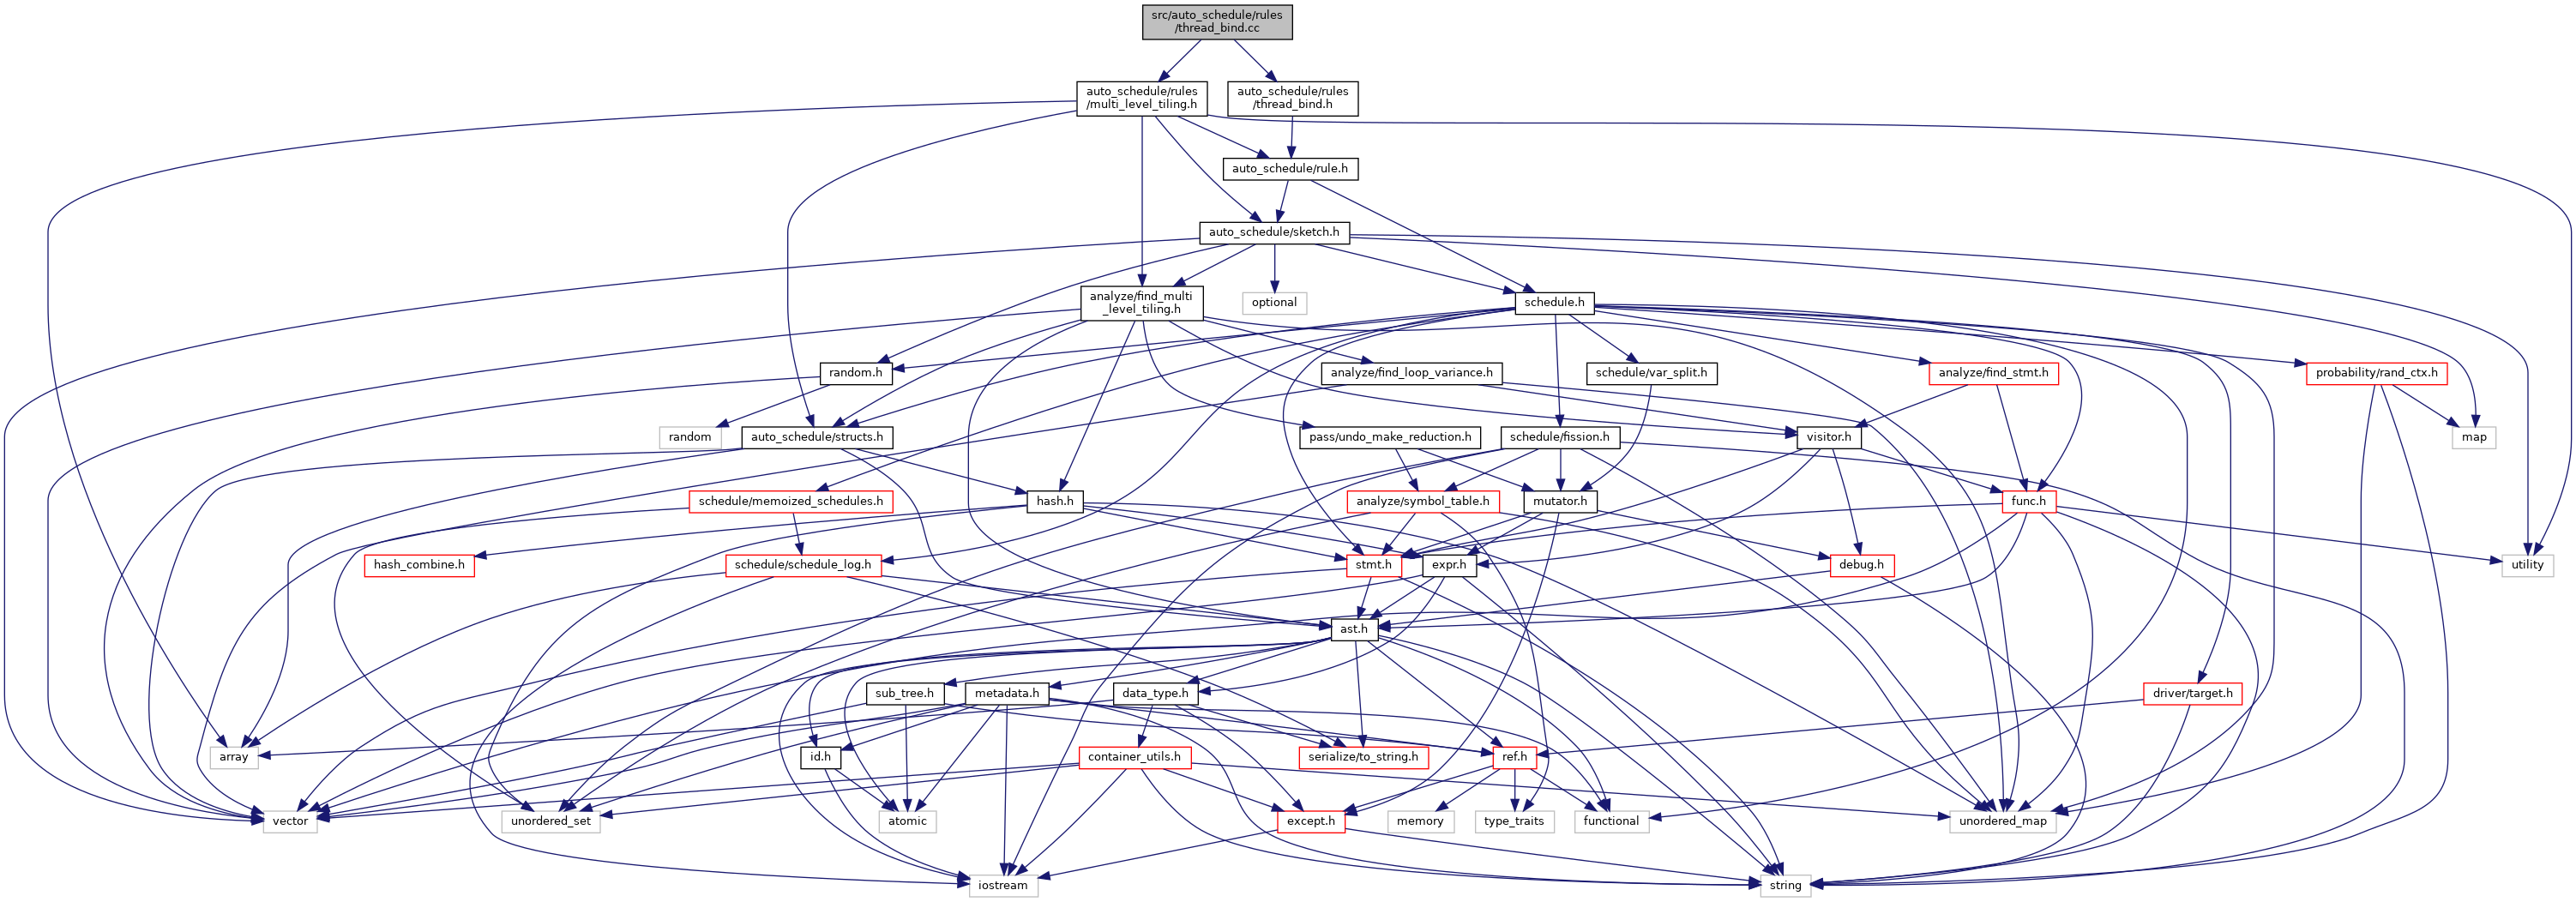 src/auto_schedule/rules
/thread_bind.cc
auto_schedule/rules
/multi_level_tiling.h
auto_schedule/rules
/thread_bind.h
auto_schedule/rule.h
auto_schedule/sketch.h
analyze/find_multi
_level_tiling.h
optional
schedule.h
random.h
analyze/find_loop_variance.h
schedule/var_split.h
analyze/find_stmt.h
probability/rand_ctx.h
random
auto_schedule/structs.h
pass/undo_make_reduction.h
schedule/fission.h
visitor.h
map
schedule/memoized_schedules.h
hash.h
analyze/symbol_table.h
mutator.h
func.h
hash_combine.h
schedule/schedule_log.h
stmt.h
expr.h
debug.h
utility
ast.h
sub_tree.h
metadata.h
data_type.h
driver/target.h
array
id.h
container_utils.h
serialize/to_string.h
ref.h
vector
unordered_set
atomic
except.h
memory
type_traits
functional
unordered_map
iostream
string